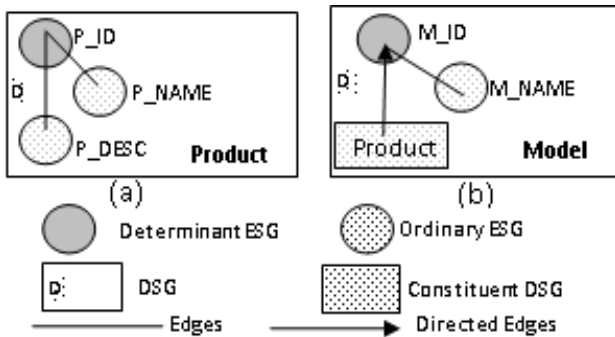 P_ID
D
P_NAME
P_DESC
Product
(a)
M_ID
D
M_NAME
Product
Model
(b)
Determinant ESG
Ordinary ESG
D
DSG
Constituent DSG
Edges
Directed Edges